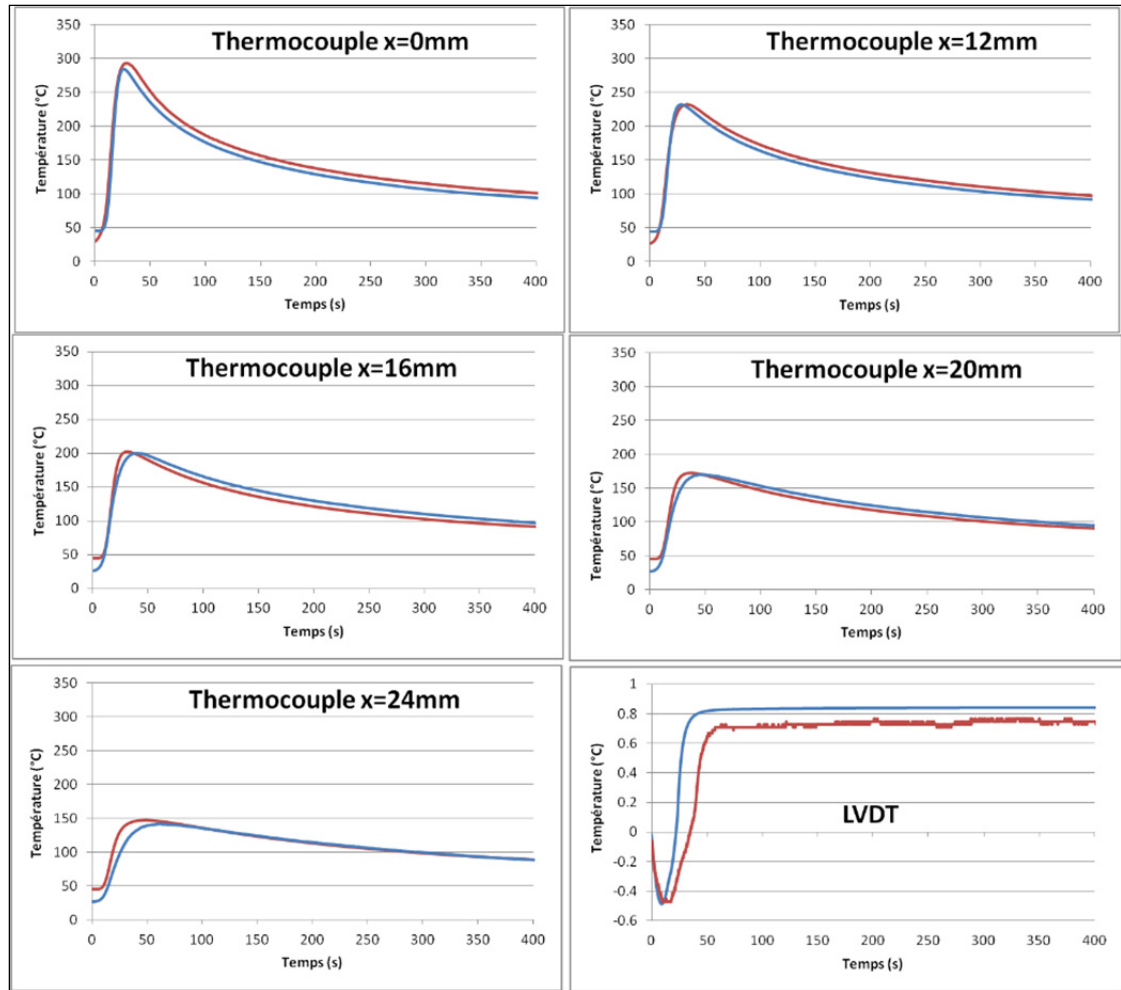 Thermocouple x=0mm
Température (°C)
350
300
250
200
150
100
50
0
0 50 100 150 200 250 300 350 400
Temps (s)
Thermocouple x=12mm
Température (°C)
350
300
250
200
150
100
50
0
0 50 100 150 200 250 300 350 400
Temps (s)
Thermocouple x=16mm
Température (°C)
350
300
250
200
150
100
50
0
0 50 100 150 200 250 300 350 400
Temps (s)
Thermocouple x=20mm
Température (°C)
350
300
250
200
150
100
50
0
0 50 100 150 200 250 300 350 400
Temps (s)
Thermocouple x=24mm
Température (°C)
350
300
250
200
150
100
50
0
0 50 100 150 200 250 300 350 400
Temps (s)
Température (°C)
1
0.8
0.6
0.4
0.2
0
-0.2
-0.4
-0.6
LVDT
0 50 100 150 200 250 300 350 400
Temps (s)